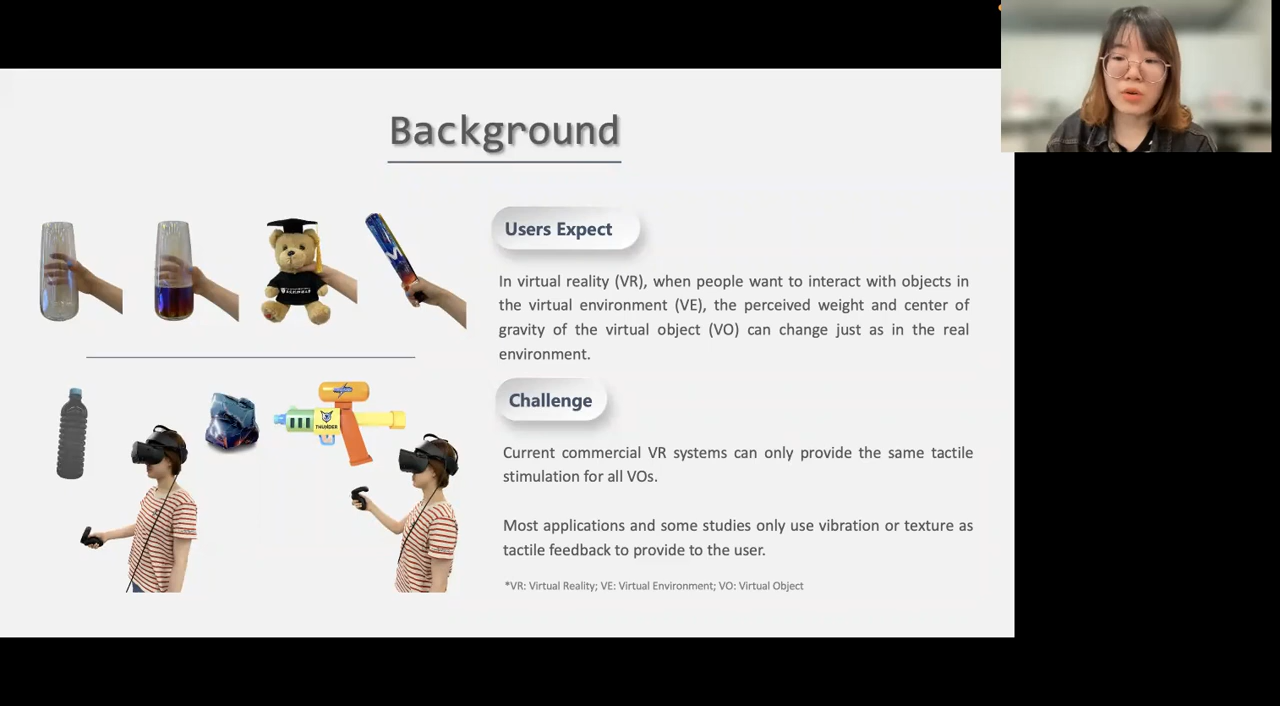 Background
Users Expect
In virtual reality (VR), when people want to interact with objects in
the virtual environment (VE), the perceived weight and center of
gravity of the virtual object (VO) can change just as in the real
environment.
Challenge
THUNDER
Current commercial VR systems can only provide the same tactile
stimulation for all VOs.
Most applications and some studies only use vibration or texture as
tactile feedback to provide to the user.
*VR: Virtual Reality; VE: Virtual Environment; VO: Virtual Object